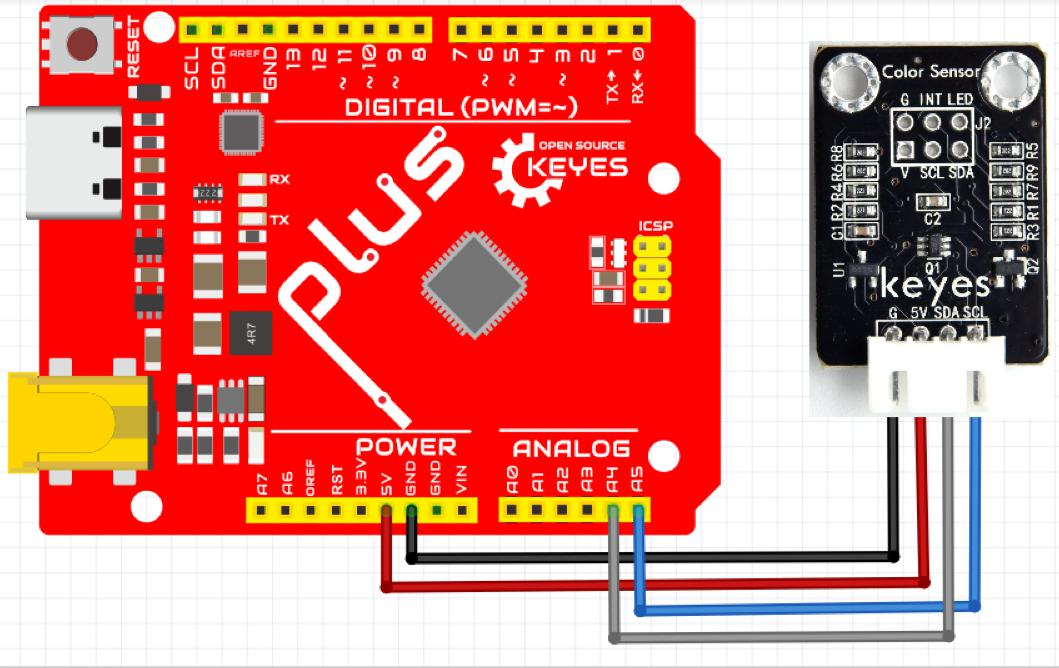 RESET
SCL
SDA
AREF
GND
13
12
~11
~10
~9
8
7
~6
~5
4
~3
2
TX→1
RX←0
DIGITAL (PWM=~)
OPEN SOURCE
KEYES
plus
RX
TX
222
ICSP
4R7
POWER
ANALOG
A7
A6
OREF
RST
3.3V
5V
GND
GND
VIN
A0
A1
A2
A3
A4
A5
Color Sensor
G INT LED
J2
V SCL SDA
R8
R6
R4
R2
C1
R5
R9
R7
R1
R3
C2
U1
Q1
Q2
keyes
G 5V SDA SCL